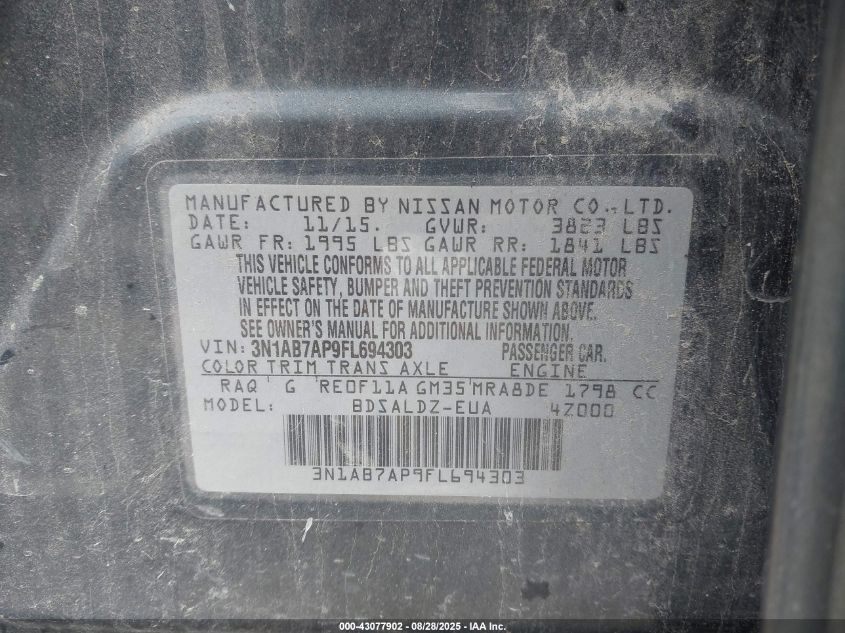 MANUFACTURED BY NISSAN MOTOR CO., LTD.
DATE: 11/15. GVWR: 3823 LBS
GAWR FR: 1995 LBS GAWR RR: 1841 LBS
THIS VEHICLE CONFORMS TO ALL APPLICABLE FEDERAL MOTOR
VEHICLE SAFETY, BUMPER AND THEFT PREVENTION STANDARDS
IN EFFECT ON THE DATE OF MANUFACTURE SHOWN ABOVE.
SEE OWNER'S MANUAL FOR ADDITIONAL INFORMATION.
VIN: 3N1AB7AP9FL694303 PASSENGER CAR.
COLOR TRIM TRANS AXLE ENGINE
RAQ G RE0F11A GM35 MRA8DE 1798 CC
MODEL: BDSALDZ-EUA 4Z000
3N1AB7AP9FL694303
000-43077902 - 08/28/2025 - IAA Inc.